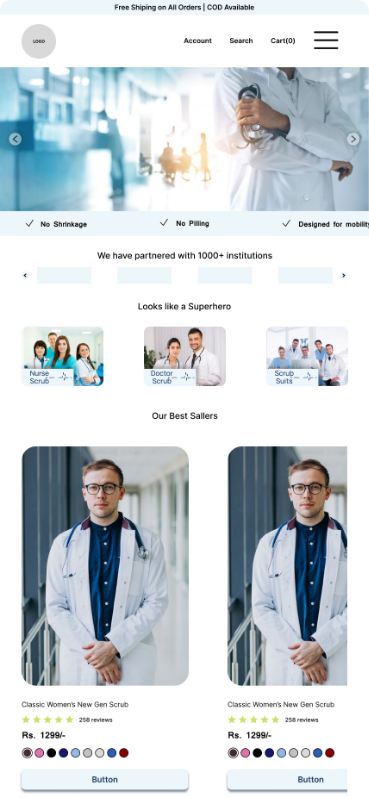 Free Shiping on All Orders | COD Available
LOGO
Account Search Cart(0)
No Shrinkage No Pilling Designed for mobility
We have partnered with 1000+ institutions
Looks like a Superhero
Nurse
Scrub
Doctor
Scrub
Scrub
Suits
Our Best Sallers
Classic Women's New Gen Scrub
258 reviews
Rs. 1299/-
Button
Classic Women's New Gen Scrub
258 reviews
Rs. 1299/-
Button